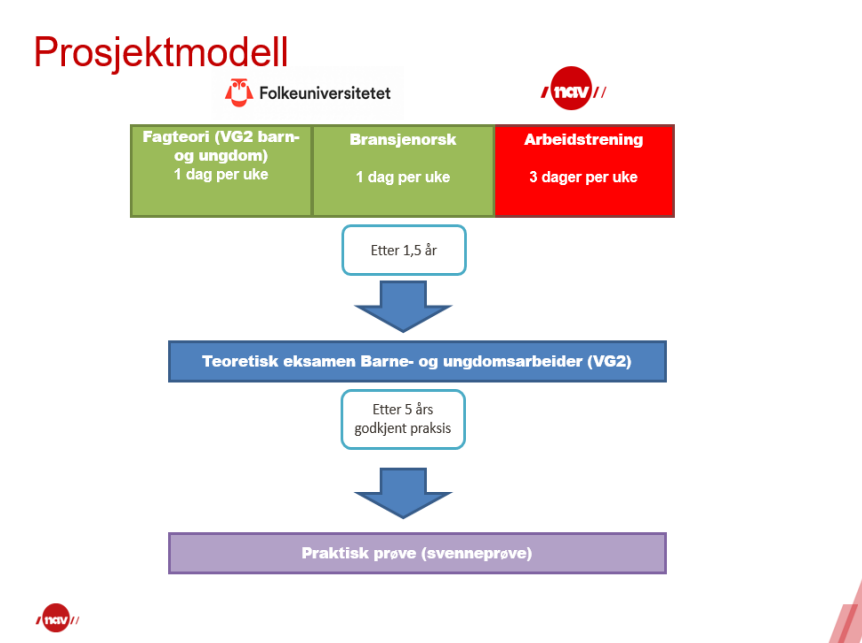 Prosjektmodell
Folkeuniversitetet
nav
Fagteori (VG2 barn-
og ungdom)
1 dag per uke
Bransjenorsk
1 dag per uke
Arbeidstrening
3 dager per uke
Etter 1,5 år
Teoretisk eksamen Barne- og ungdomsarbeider (VG2)
Etter 5 års
godkjent praksis
Praktisk prøve (svenneprøve)
nav